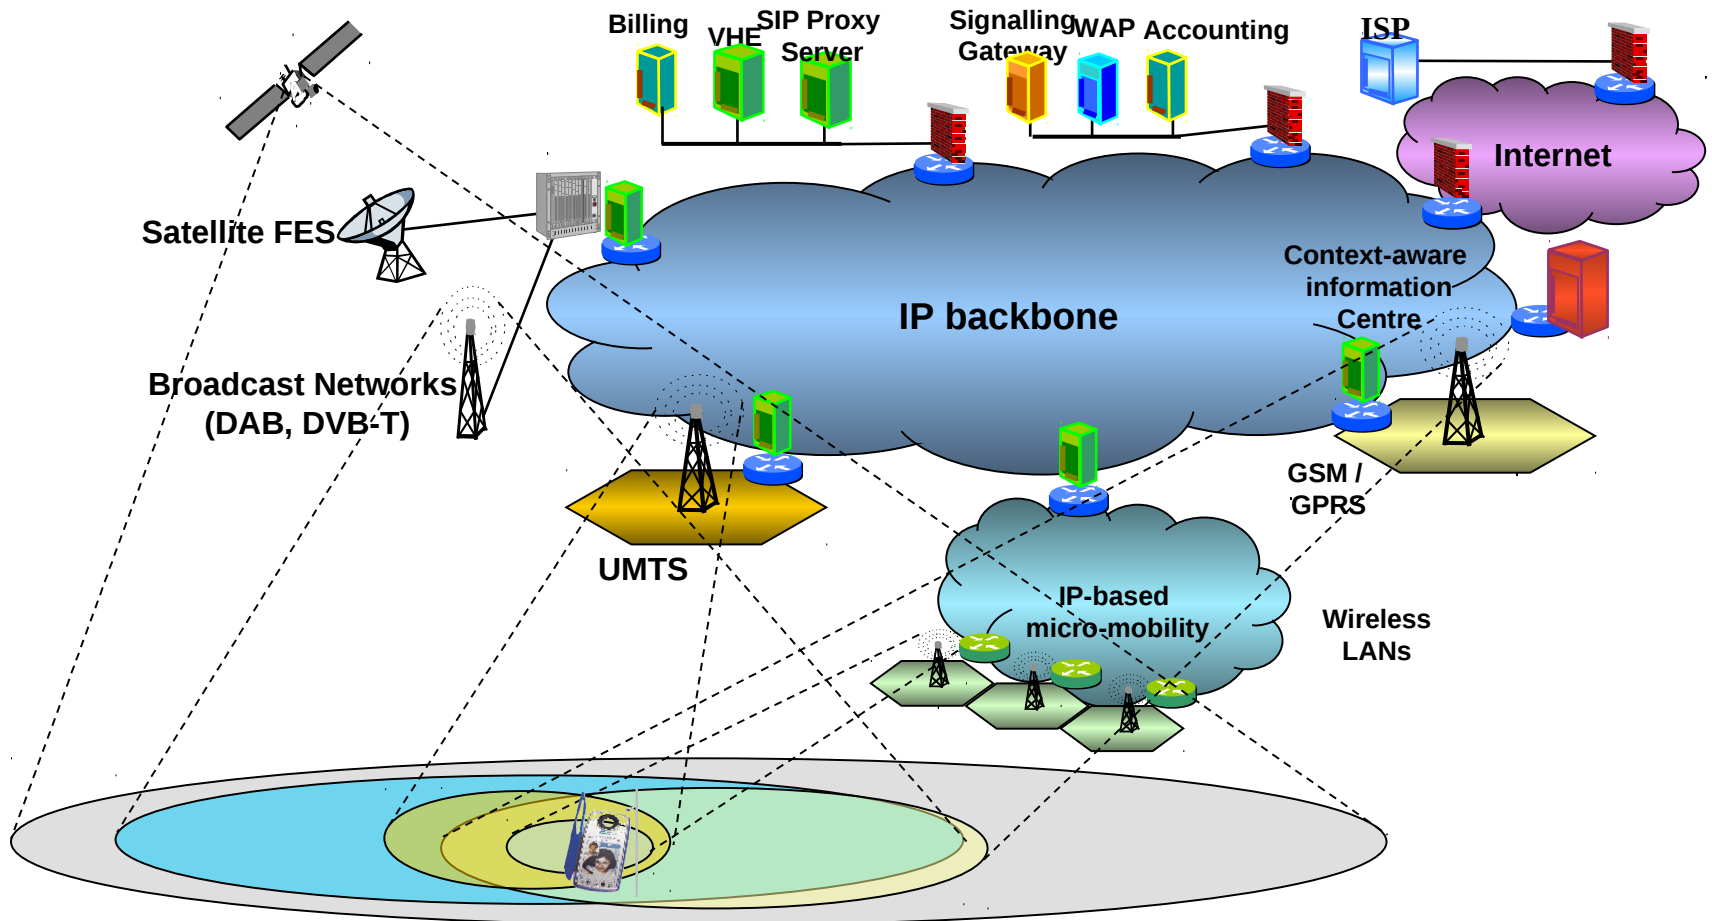 Billing
VHE
SIP Proxy
Server
Signalling
Gateway
WAP
Accounting
ISP
Internet
Satellite FES
Context-aware
information
Centre
IP backbone
Broadcast Networks
(DAB, DVB-T)
GSM /
GPRS
UMTS
IP-based
micro-mobility
Wireless
LANs